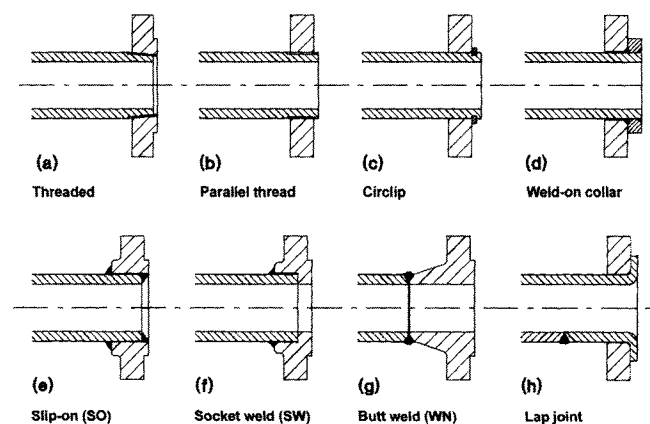 (a) (b) (c) (d)
Threaded Parallel thread Circlip Weld-on collar
(e) (f) (g) (h)
Slip-on (SO) Socket weld (SW) Butt weld (WN) Lap joint